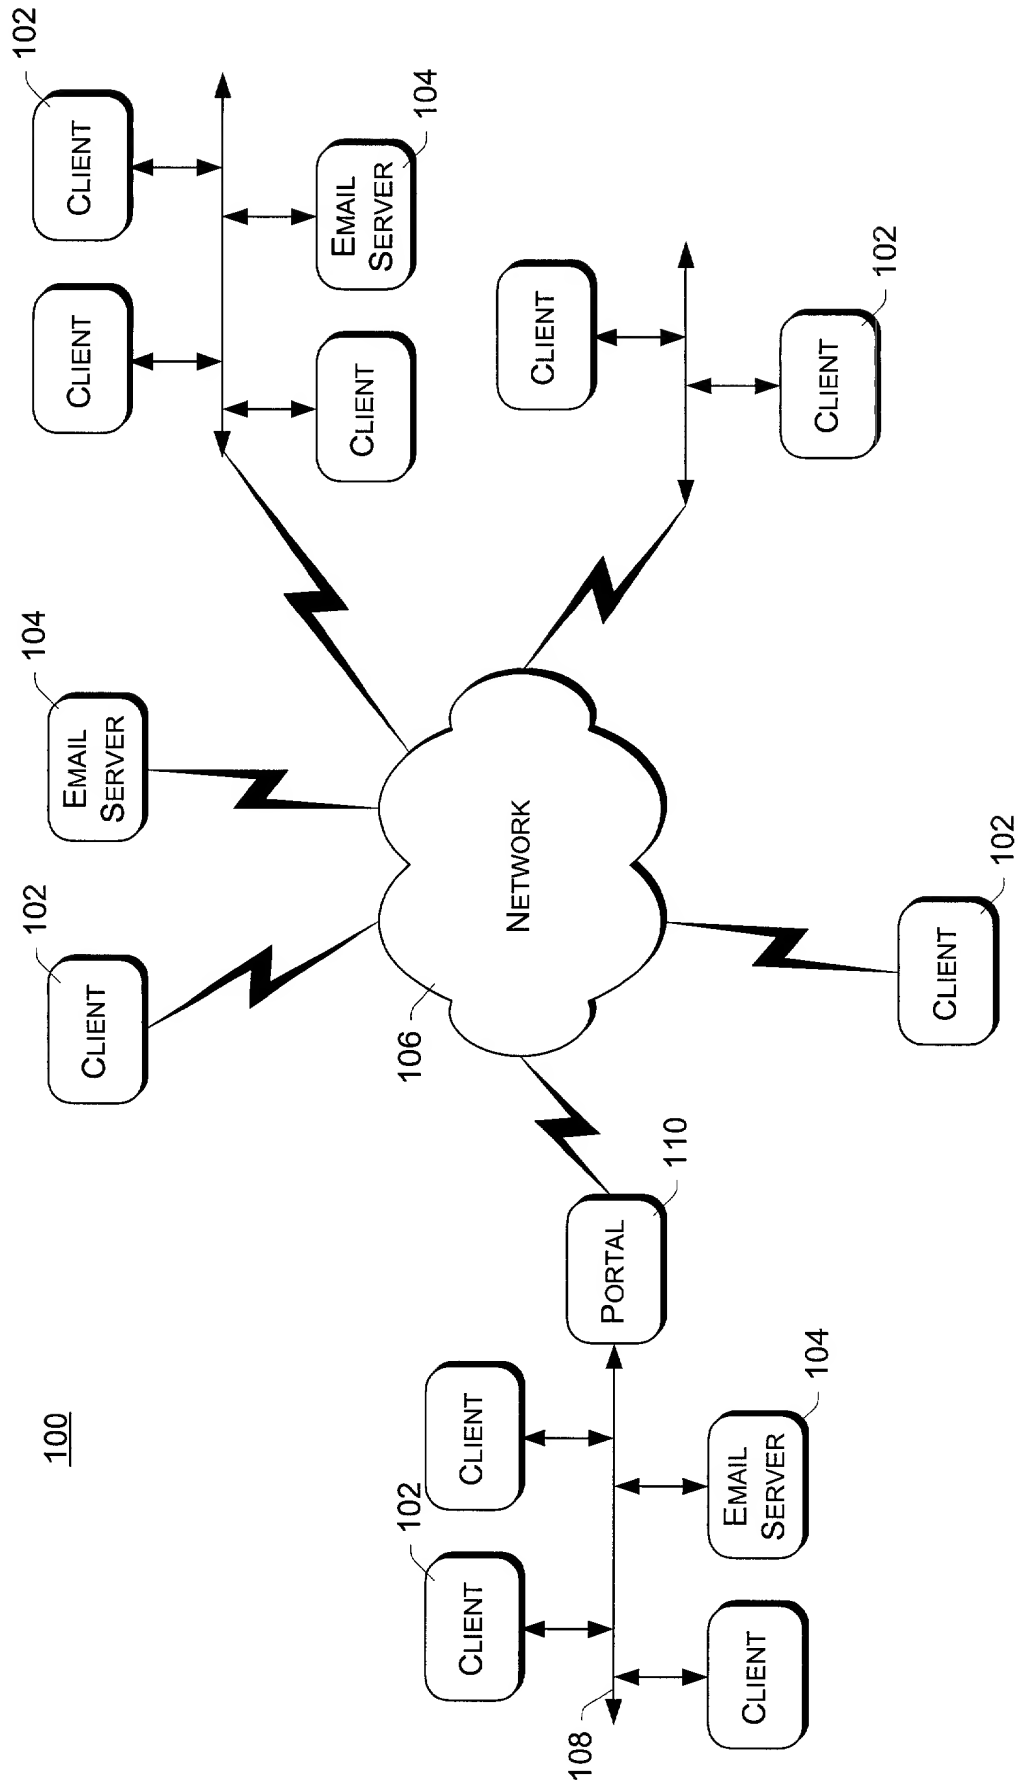 100
102
CLIENT
104
EMAIL
SERVER
CLIENT
102
CLIENT
CLIENT
EMAIL
SERVER
104
106
102
CLIENT
CLIENT
NETWORK
CLIENT
108
PORTAL
110
CLIENT
EMAIL
SERVER
104
CLIENT
102
CLIENT
102